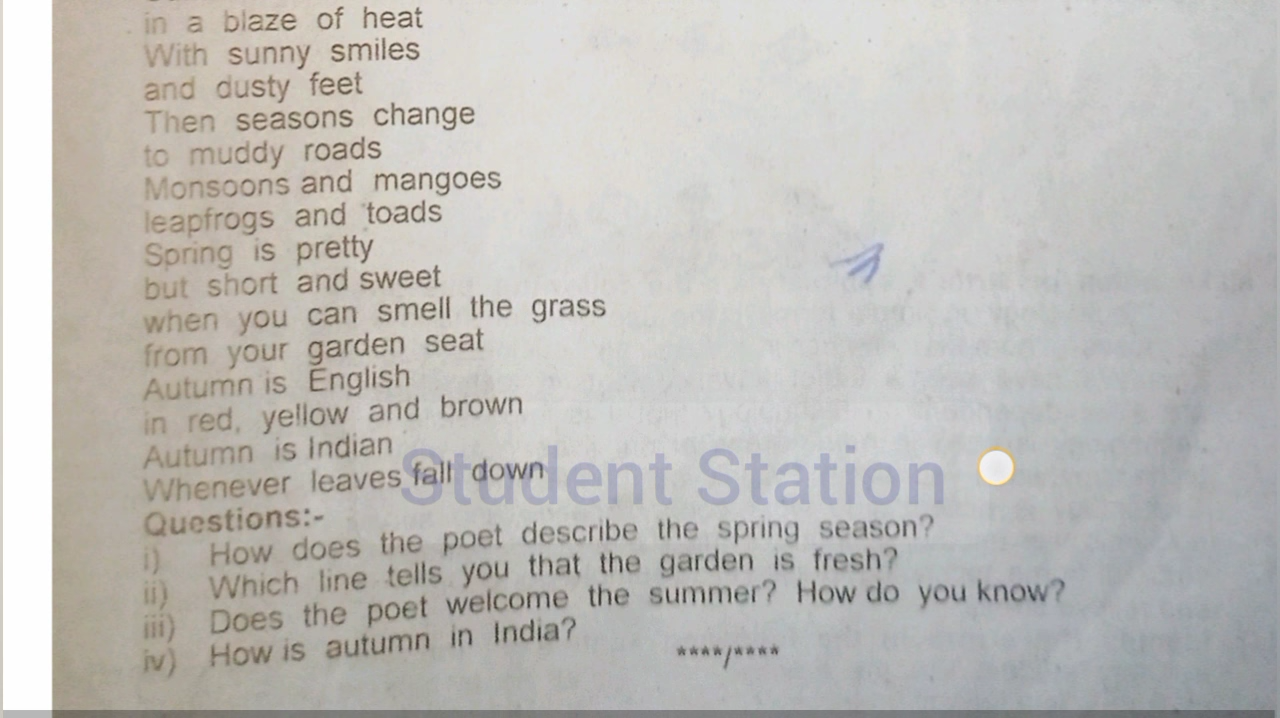 in a blaze of heat
With sunny smiles
and dusty feet
Then seasons change
to muddy roads
Monsoons and mangoes
leapfrogs and toads
Spring is pretty
but short and sweet
when you can smell the grass
from your garden seat
Autumn is English
in red, yellow and brown
Autumn is Indian
Whenever leaves fall down
Student Station
Questions:-
i) How does the poet describe the spring season?
ii) Which line tells you that the garden is fresh?
iii) Does the poet welcome the summer? How do you know?
iv) How is autumn in India?
****/****